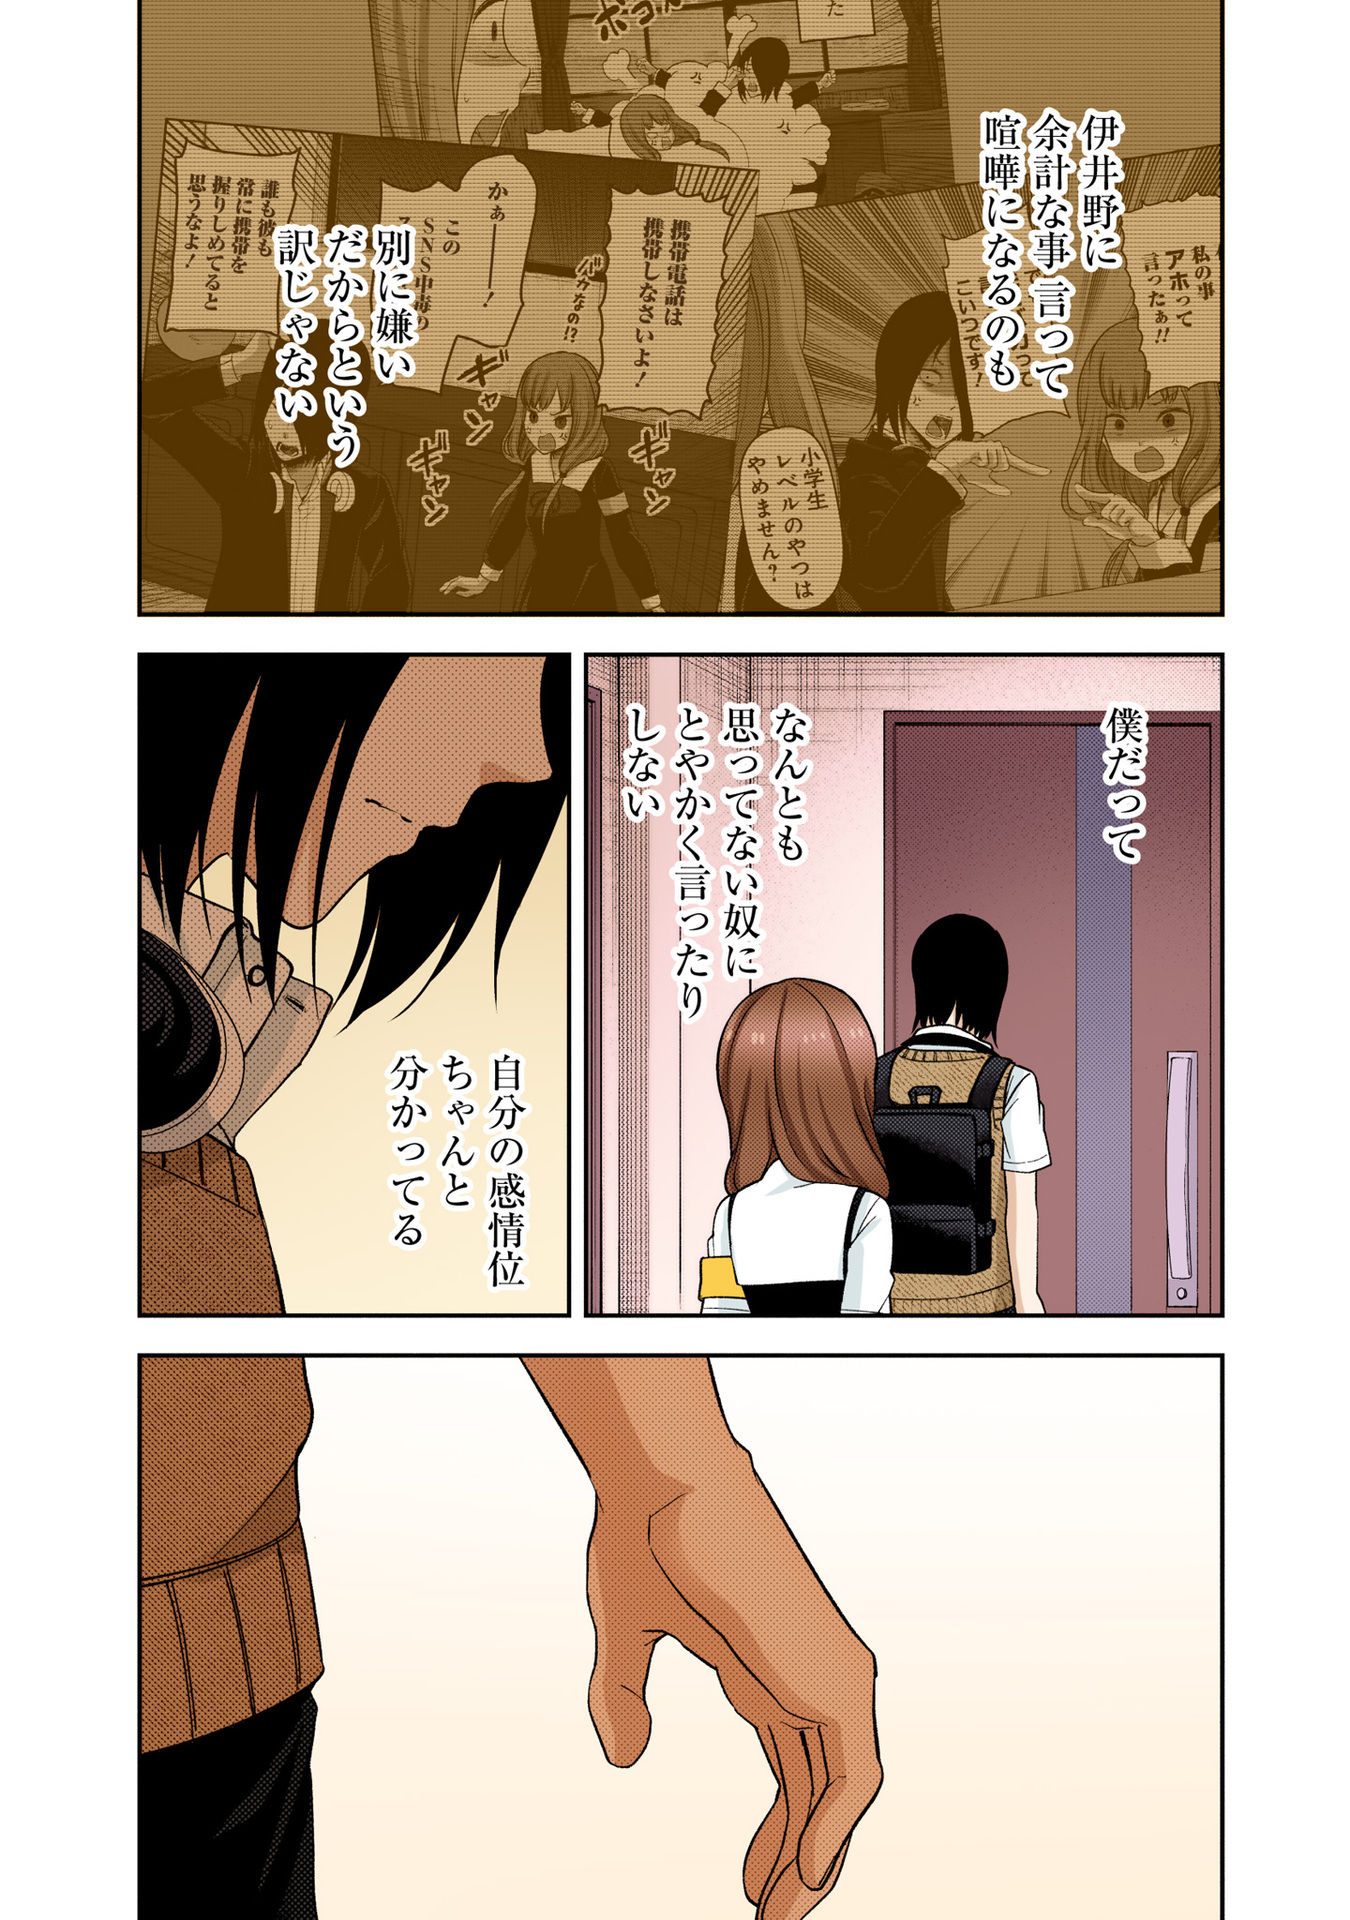 伊井野に
余計な事言って
喧嘩になるのも
別に嫌い
だからという
訳じゃない
た
ポコん
私の事
アホって
言ったぁ!!
こいつです!
小学生
レベルのやつは
やめません?
携帯電話は
携帯しなさいよ!
バカなの!?
かぁ───!
この
SNS中毒の
誰も彼も
常に携帯を
握りしめてると
思うなよ!
ギャン
ギャン
僕だって
なんとも
思ってない奴に
とやかく言ったり
しない
自分の感情位
ちゃんと
分かってる